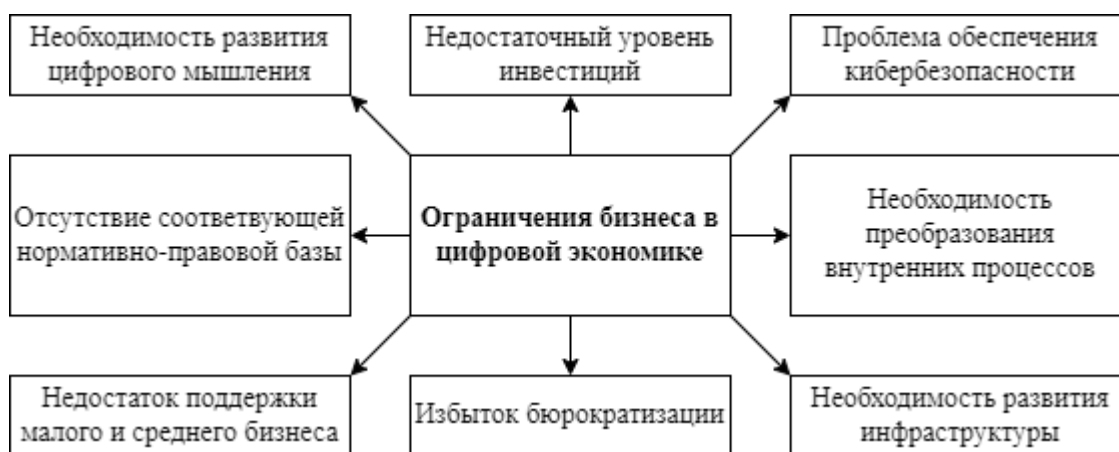 Необходимость развития
цифрового мышления
Недостаточный уровень
инвестиций
Проблема обеспечения
кибербезопасности
Отсутствие соответвующей
нормативно-правовой базы
Ограничения бизнеса в
цифровой экономике
Необходимость
преобразования
внутренних процессов
Недостаток поддержки
малого и среднего бизнеса
Избыток бюрократизации
Необходимость развития
инфраструктуры